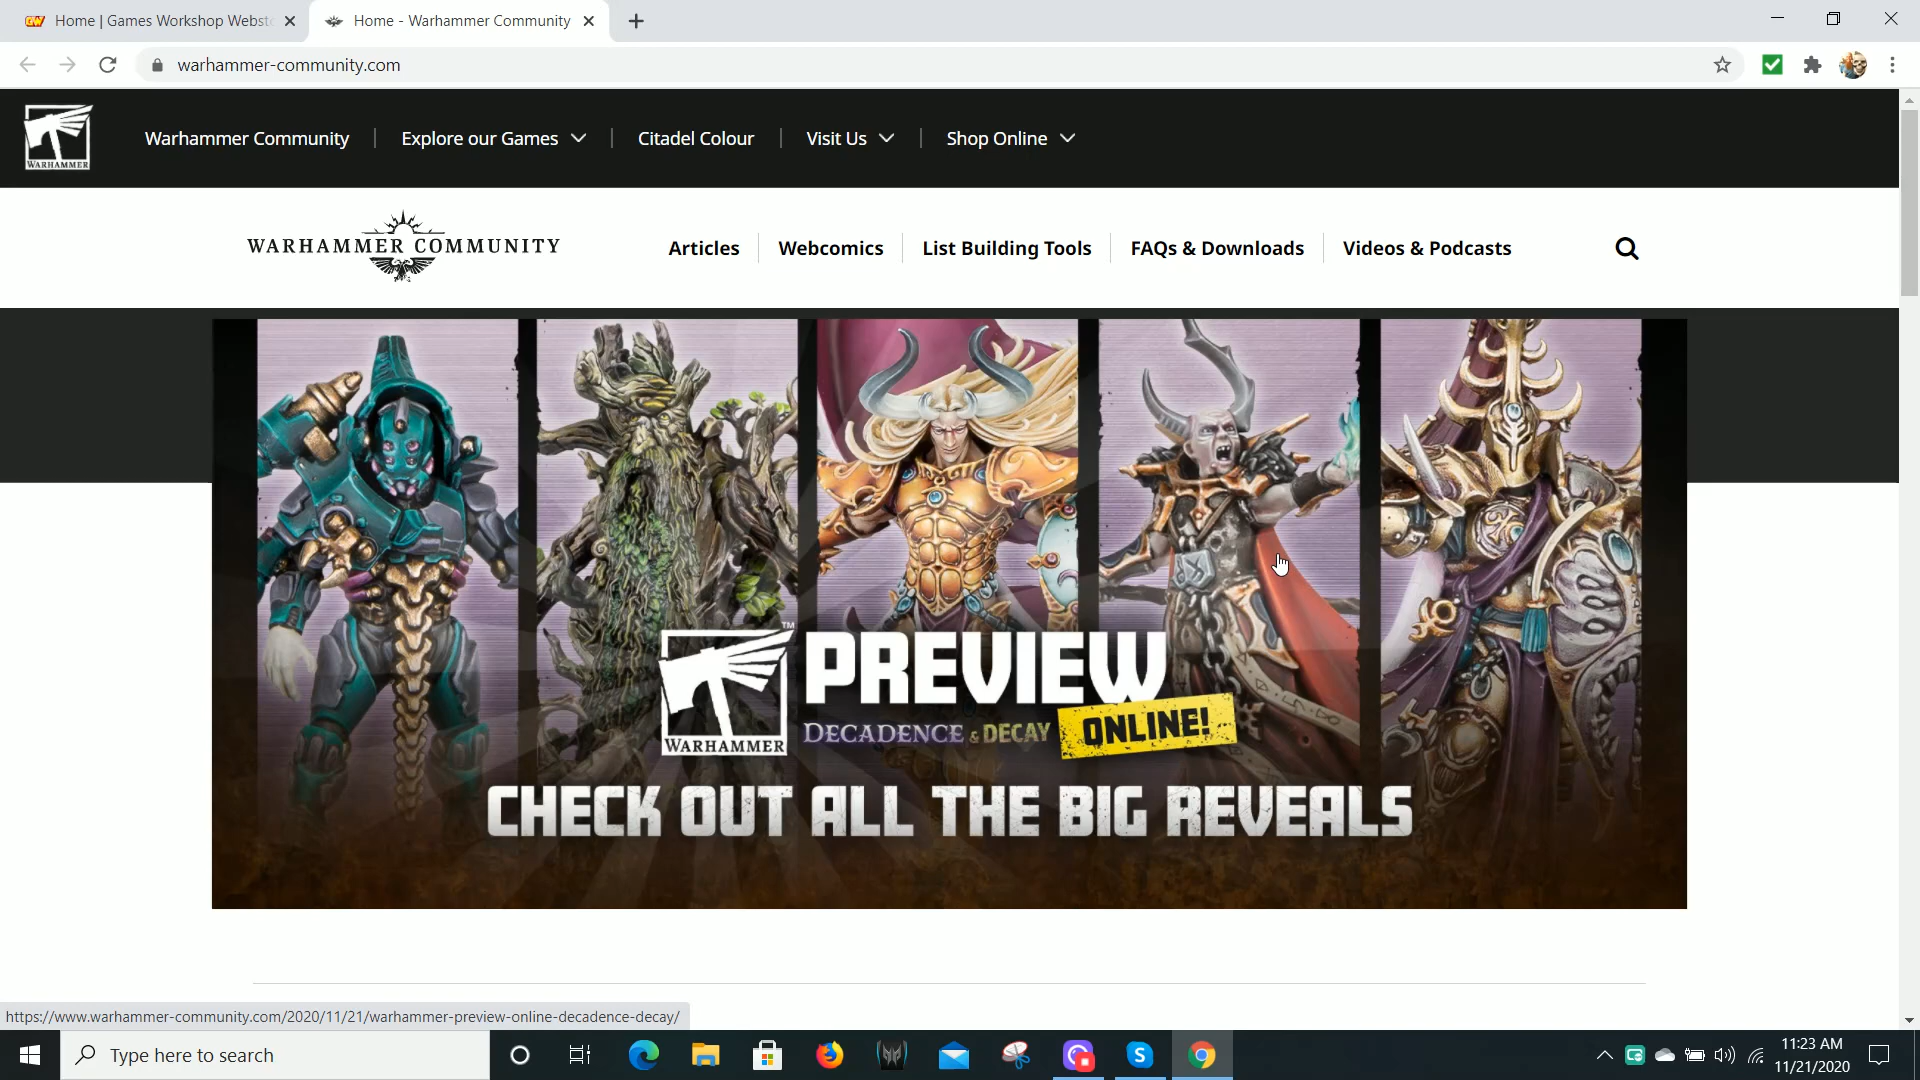 Home | Games Workshop Webst
Home - Warhammer Community
warhammer-community.com
WARHAMMER
Warhammer Community
Explore our Games
Citadel Colour
Visit Us
Shop Online
WARHAMMER COMMUNITY
Articles
Webcomics
List Building Tools
FAQs & Downloads
Videos & Podcasts
WARHAMMER
TM
PREVIEW
DECADENCE & DECAY
ONLINE!
CHECK OUT ALL THE BIG REVEALS
https://www.warhammer-community.com/2020/11/21/warhammer-preview-online-decadence-decay/
Type here to search
11:23 AM
11/21/2020